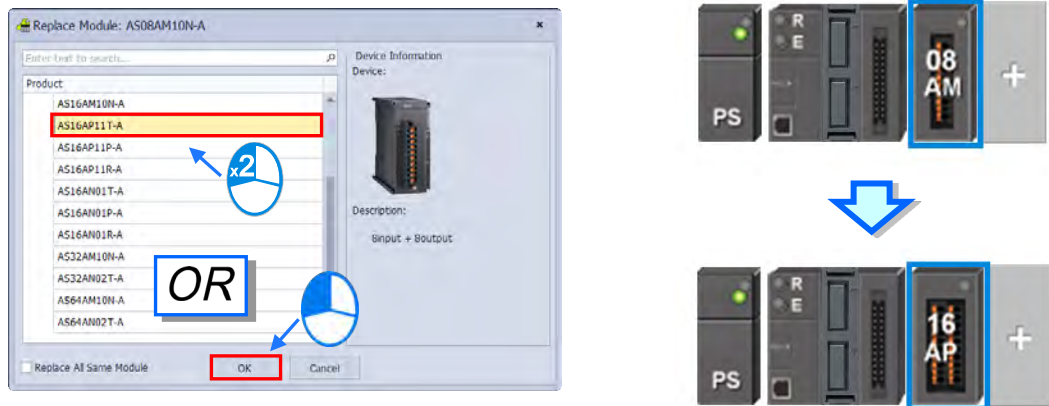 Replace Module: AS08AM10N-A
Enter text to search...
Product
AS16AM10N-A
AS16AP11T-A
AS16AP11P-A
AS16AP11R-A
AS16AN01T-A
AS16AN01P-A
AS16AN01R-A
AS32AM10N-A
AS32AN02T-A
AS64AM10N-A
AS64AN02T-A
x2
OR
Replace All Same Module
OK
Cancel
Device Information
Device:
Description:
8input + 8output
PS
R
E
08
AM
+
PS
R
E
16
AP
+